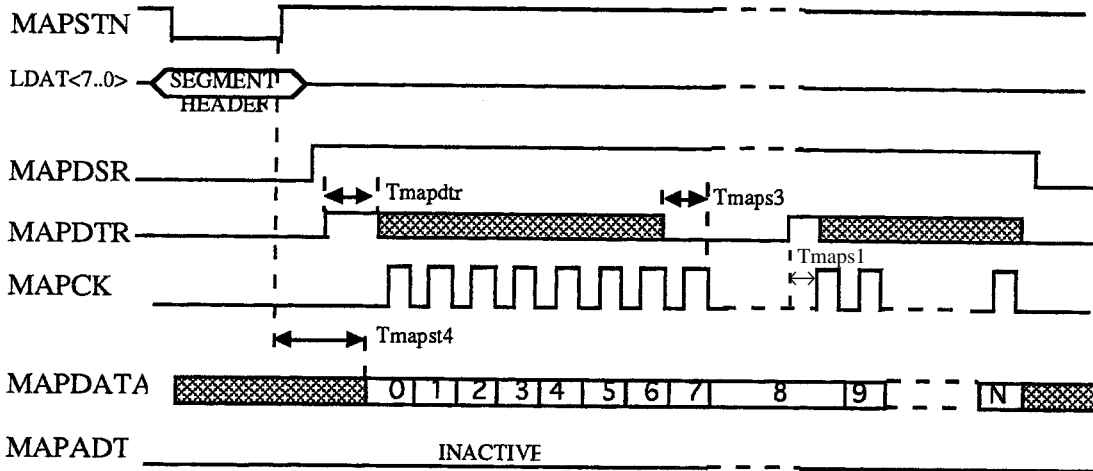 MAPSTN
LDAT<7..0>
SEGMENT
HEADER
MAPDSR
Tmapdtr
Tmaps3
MAPDTR
Tmaps1
MAPCK
Tmapst4
MAPDATA
0 1 2 3 4 5 6 7 8 9 N
MAPADT
INACTIVE